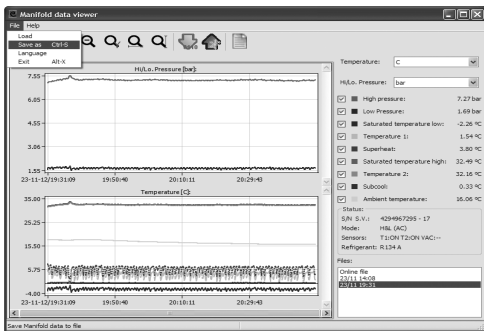 Manifold data viewer
File Help
Load
Save as Ctrl-S
Language
Exit Alt-X
Hi/Lo. Pressure [bar]:
7.55
6.05
4.55
3.06
1.55
23-11-12/19:31:09 19:50:40 20:10:11 20:29:43
Temperature [C]:
35.00
25.25
15.50
5.75
-4.00
23-11-12/19:31:09 19:50:40 20:10:11 20:29:43
Temperature: C
Hi/Lo. Pressure: bar
High pressure: 7.27 bar
Low Pressure: 1.69 bar
Saturated temperature low: -2.26 ºC
Temperature 1: 1.54 ºC
Superheat: 3.80 ºC
Saturated temperature high: 32.49 ºC
Temperature 2: 32.16 ºC
Subcool: 0.33 ºC
Ambient temperature: 16.06 ºC
Status:
S/N S.V.: 4294967295 - 17
Mode: HI&L (AC)
Sensors: T1:ON T2:ON VAC:--
Refrigerant: R134 A
Files:
Online file
23/11 14:08
23/11 19:31
Save Manifold data to file